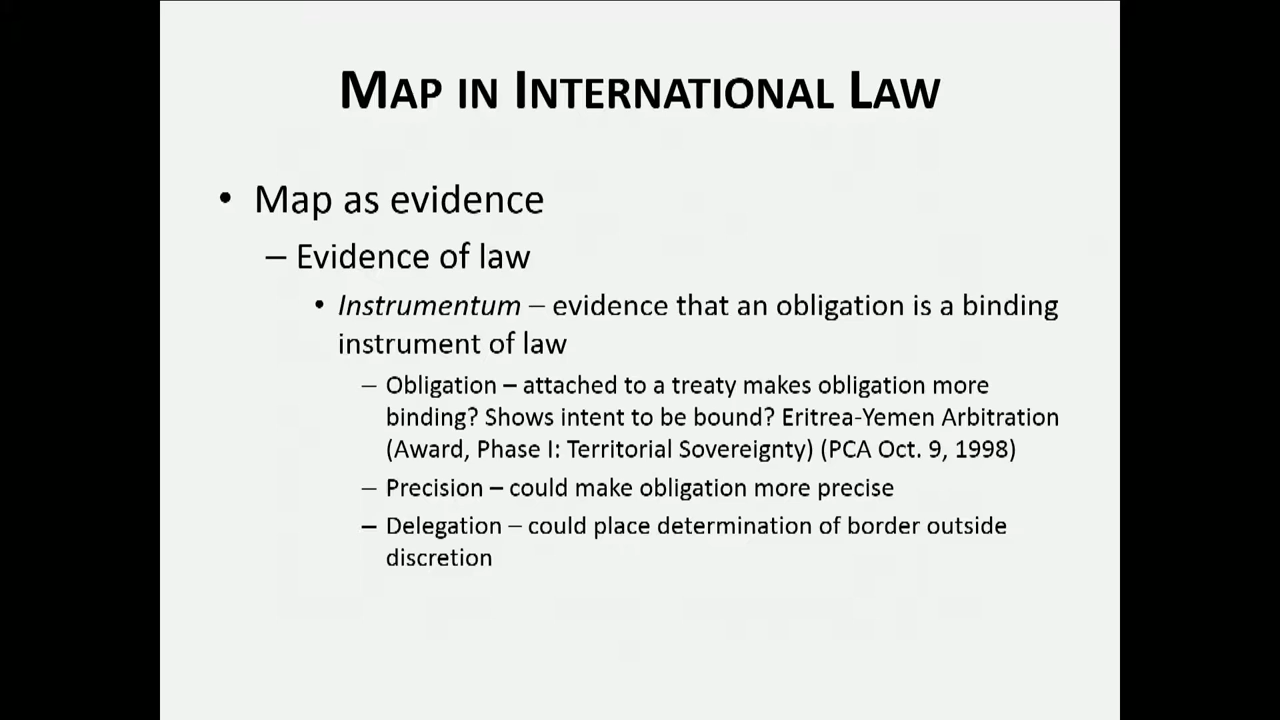 MAP IN INTERNATIONAL LAW
• Map as evidence
– Evidence of law
• Instrumentum – evidence that an obligation is a binding
instrument of law
– Obligation – attached to a treaty makes obligation more
binding? Shows intent to be bound? Eritrea-Yemen Arbitration
(Award, Phase I: Territorial Sovereignty) (PCA Oct. 9, 1998)
– Precision – could make obligation more precise
– Delegation – could place determination of border outside
discretion